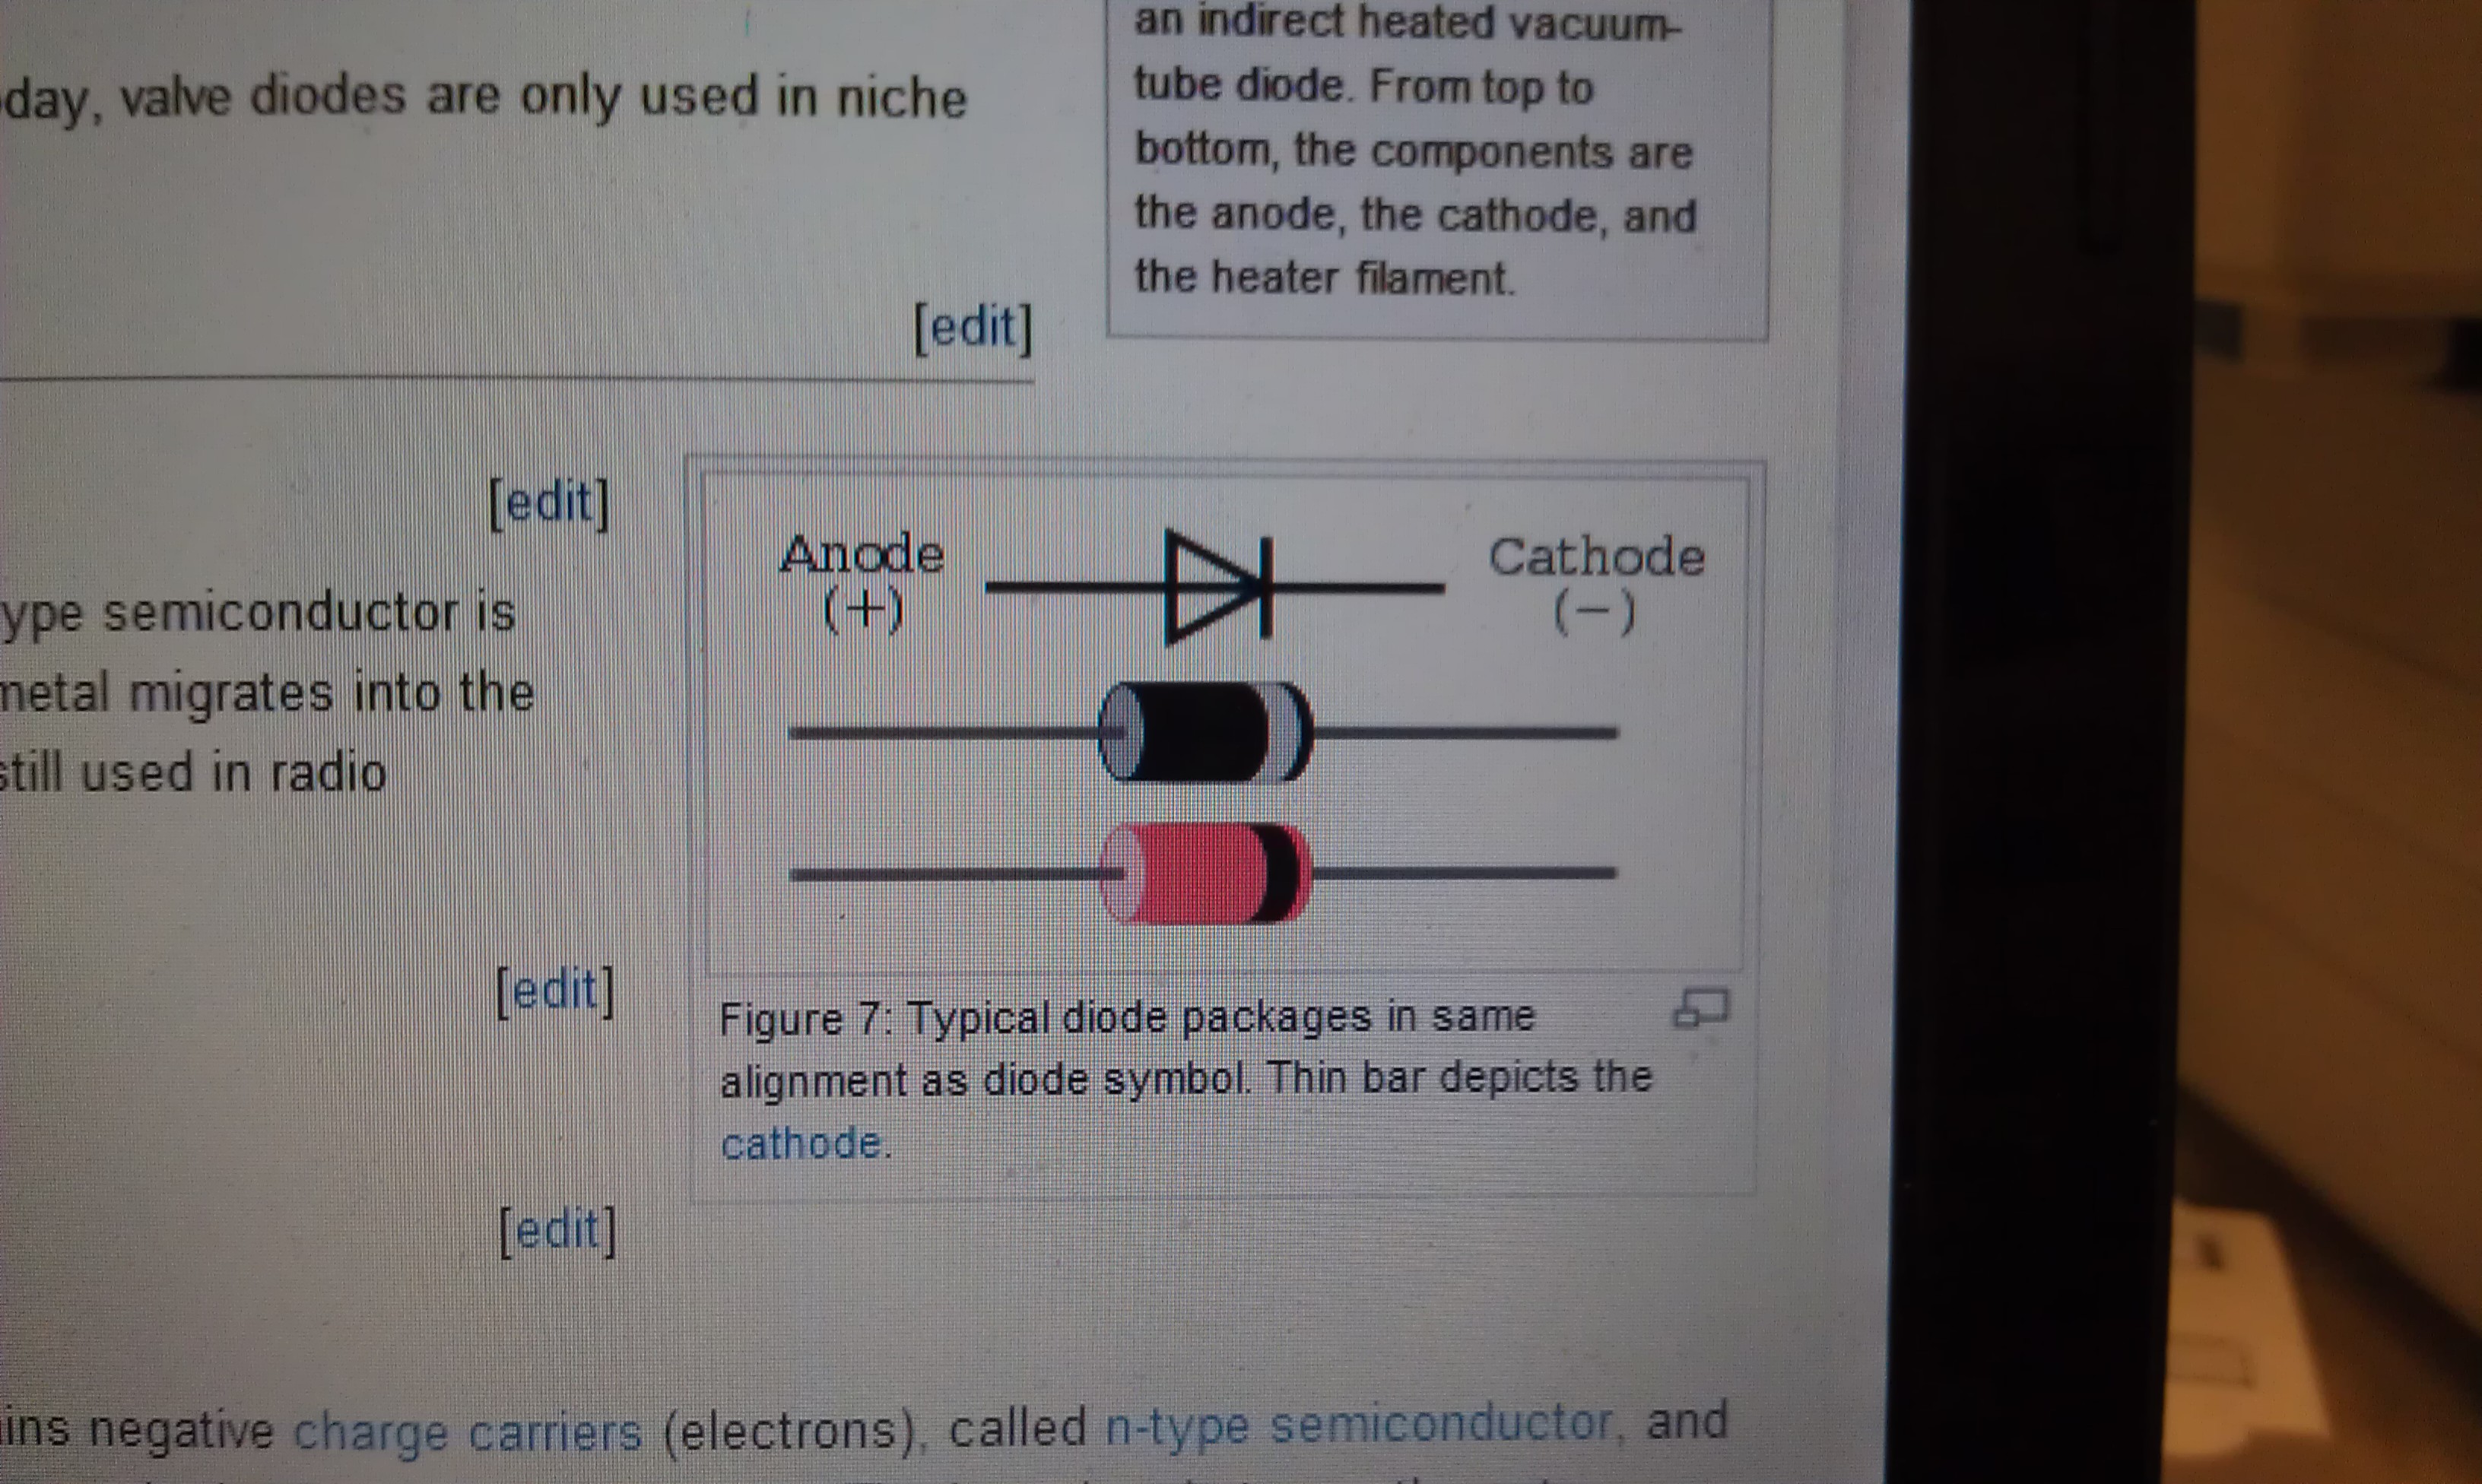 an indirect heated vacuum-
tube diode. From top to
bottom, the components are
the anode, the cathode, and
the heater filament.
day, valve diodes are only used in niche
[edit]
[edit]
semiconductor is
migrates into the
still used in radio
[edit]
[edit]
Anode
(+)
Cathode
(−)
Figure 7: Typical diode packages in same
alignment as diode symbol. Thin bar depicts the
cathode.
negative charge carriers (electrons), called n-type semiconductor, and